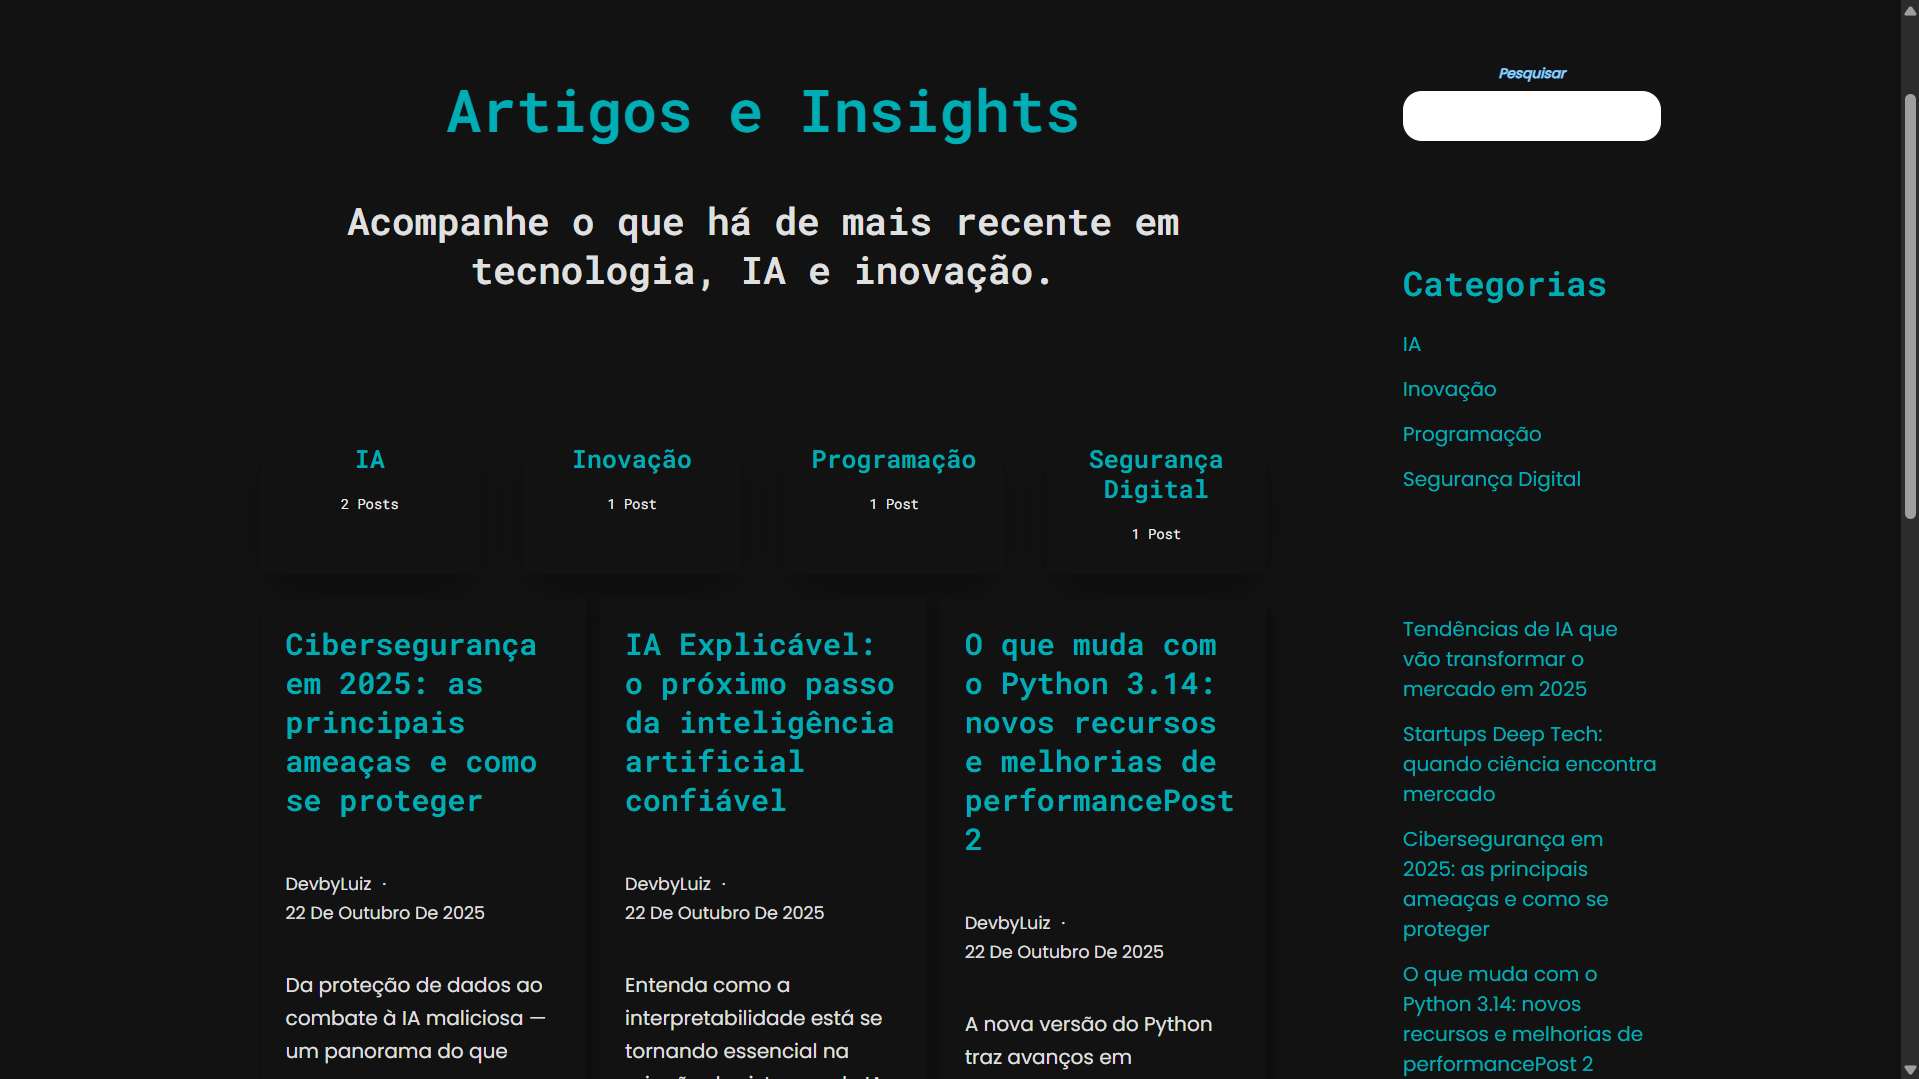 Artigos e Insights
Acompanhe o que há de mais recente em
tecnologia, IA e inovação.
IA
2 Posts
Inovação
1 Post
Programação
1 Post
Segurança
Digital
1 Post
Cibersegurança
em 2025: as
principais
ameaças e como
se proteger
DevbyLuiz ·
22 De Outubro De 2025
Da proteção de dados ao
combate à IA maliciosa —
um panorama do que
IA Explicável:
o próximo passo
da inteligência
artificial
confiável
DevbyLuiz ·
22 De Outubro De 2025
Entenda como a
interpretabilidade está se
tornando essencial na
O que muda com
o Python 3.14:
novos recursos
e melhorias de
performancePost
2
DevbyLuiz ·
22 De Outubro De 2025
A nova versão do Python
traz avanços em
Pesquisar
Categorias
IA
Inovação
Programação
Segurança Digital
Tendências de IA que
vão transformar o
mercado em 2025
Startups Deep Tech:
quando ciência encontra
mercado
Cibersegurança em
2025: as principais
ameaças e como se
proteger
O que muda com o
Python 3.14: novos
recursos e melhorias de
performancePost 2